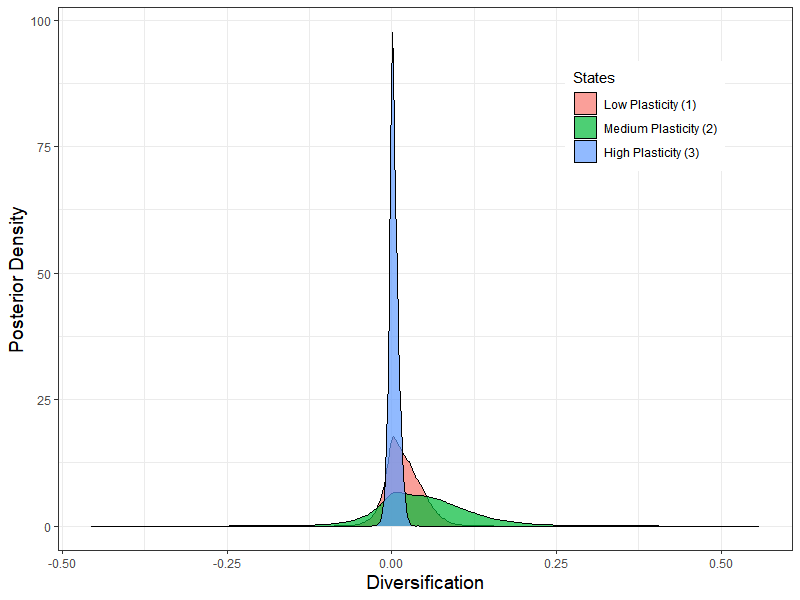 100
75
50
25
0
Posterior Density
States
Low Plasticity (1)
Medium Plasticity (2)
High Plasticity (3)
-0.50
-0.25
0.00
0.25
0.50
Diversification